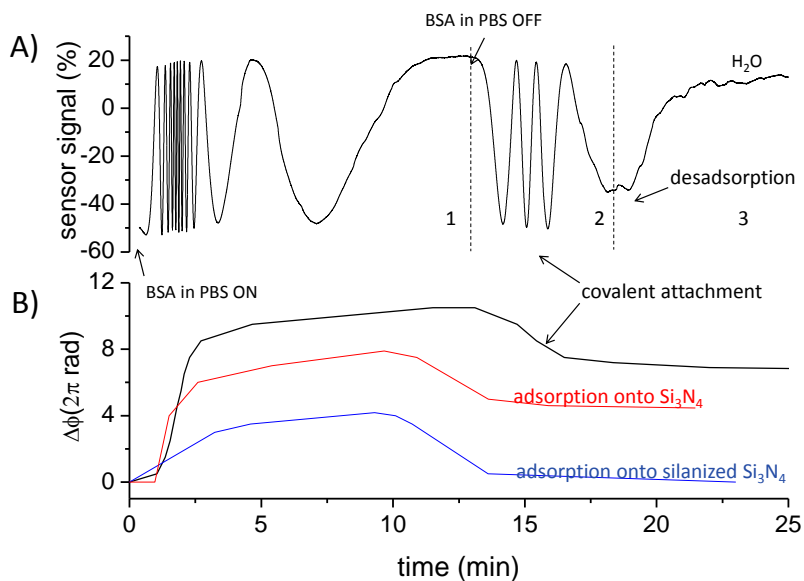 A)
BSA in PBS OFF
H₂O
20
0
-20
-40
-60
sensor signal (%)
desadsorption
1
2
3
BSA in PBS ON
covalent attachment
B)
12
8
4
0
Δϕ(2π rad)
adsorption onto Si₃N₄
adsorption onto silanized Si₃N₄
0
5
10
15
20
25
time (min)